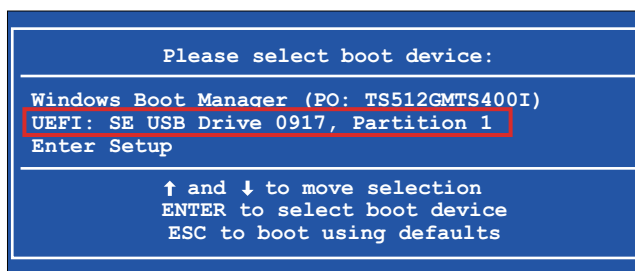 Please select boot device:
Windows Boot Manager (PO: TS512GMTS400I)
UEFI: SE USB Drive 0917, Partition 1
Enter Setup
↑ and ↓ to move selection
ENTER to select boot device
ESC to boot using defaults